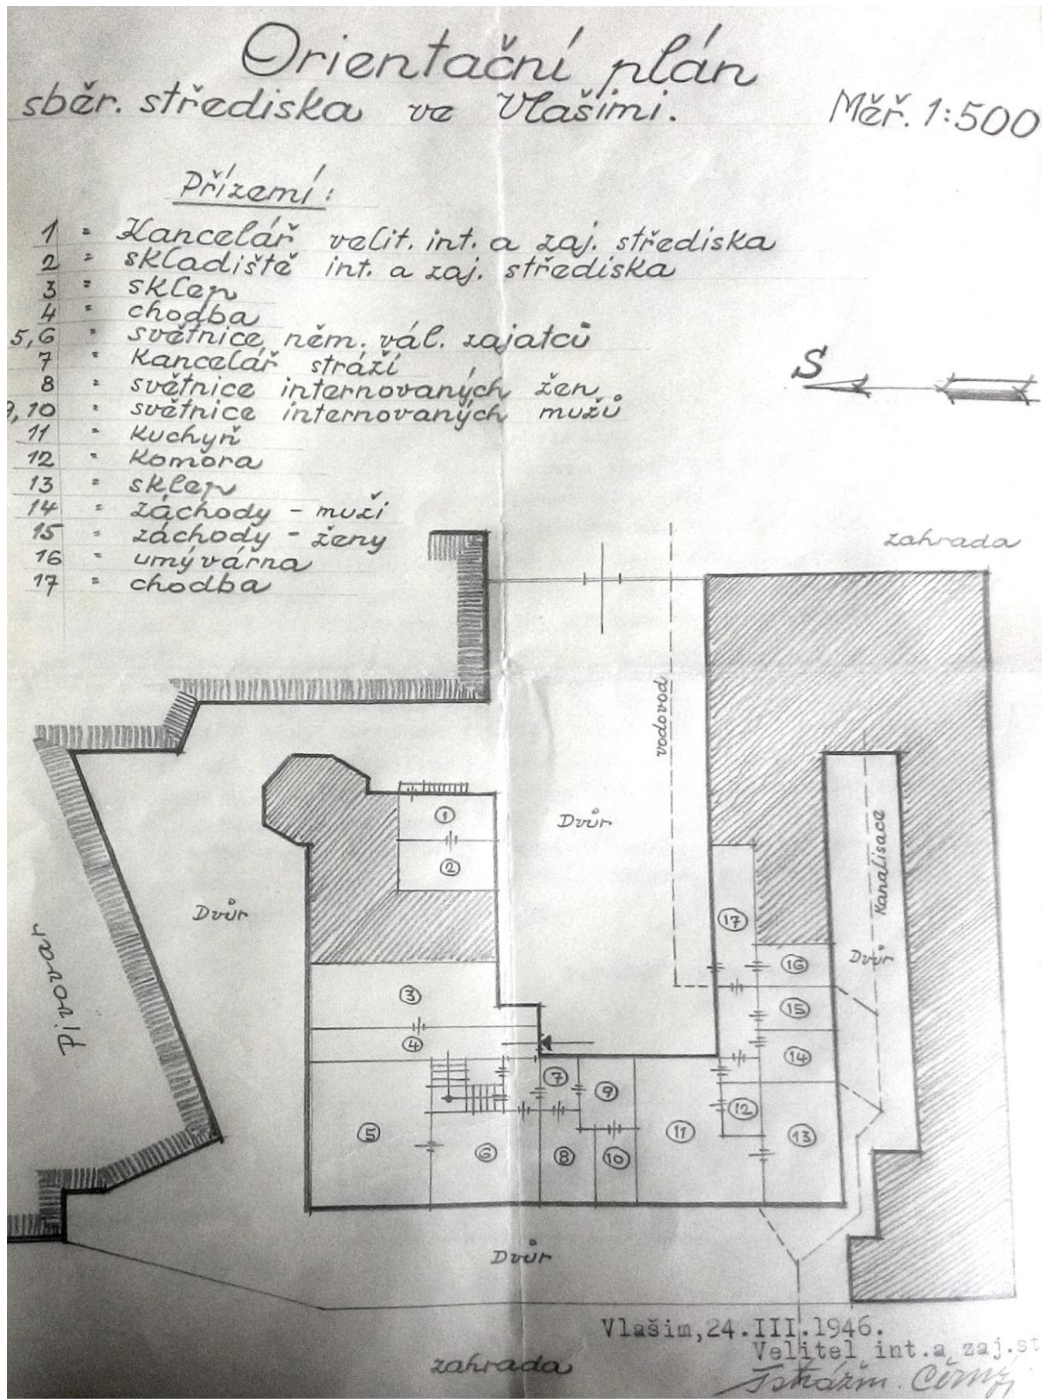 Orientační plán
sběr. střediska ve Vlašimi.
Měř. 1:500
Přízemí:
1 = Kancelář velit. int. a zaj. střediska
2 = skladiště int. a zaj. střediska
3 = sklep
4 = chodba
5,6 = světnice něm. vál. zajatců
7 = Kancelář stráží
8 = světnice internovaných žen
9,10 = světnice internovaných mužů
11 = Kuchyň
12 = Komora
13 = sklep
14 = záchody - muži
15 = záchody - ženy
16 = umývárna
17 = chodba
S
zahrada
vodovod
Dvůr
1
2
Kanalisace
Dvůr
17
Pivovar
16
Dvůr
3
15
4
14
7
9
12
5
6
8
10
11
13
Dvůr
Vlašim,24.III.1946.
Velitel int.a zaj.st
zahrada
Černý